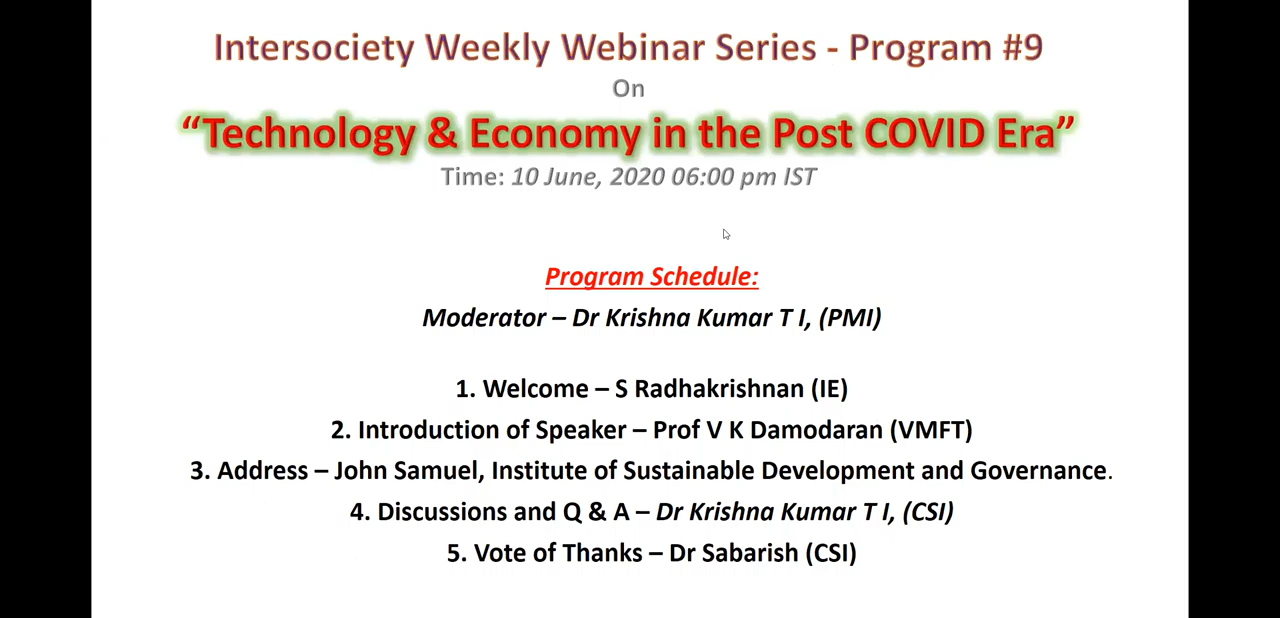 Intersociety Weekly Webinar Series - Program #9
On
“Technology & Economy in the Post COVID Era”
Time: 10 June, 2020 06:00 pm IST
Program Schedule:
Moderator – Dr Krishna Kumar T I, (PMI)
1. Welcome – S Radhakrishnan (IE)
2. Introduction of Speaker – Prof V K Damodaran (VMFT)
3. Address – John Samuel, Institute of Sustainable Development and Governance.
4. Discussions and Q & A – Dr Krishna Kumar T I, (CSI)
5. Vote of Thanks – Dr Sabarish (CSI)